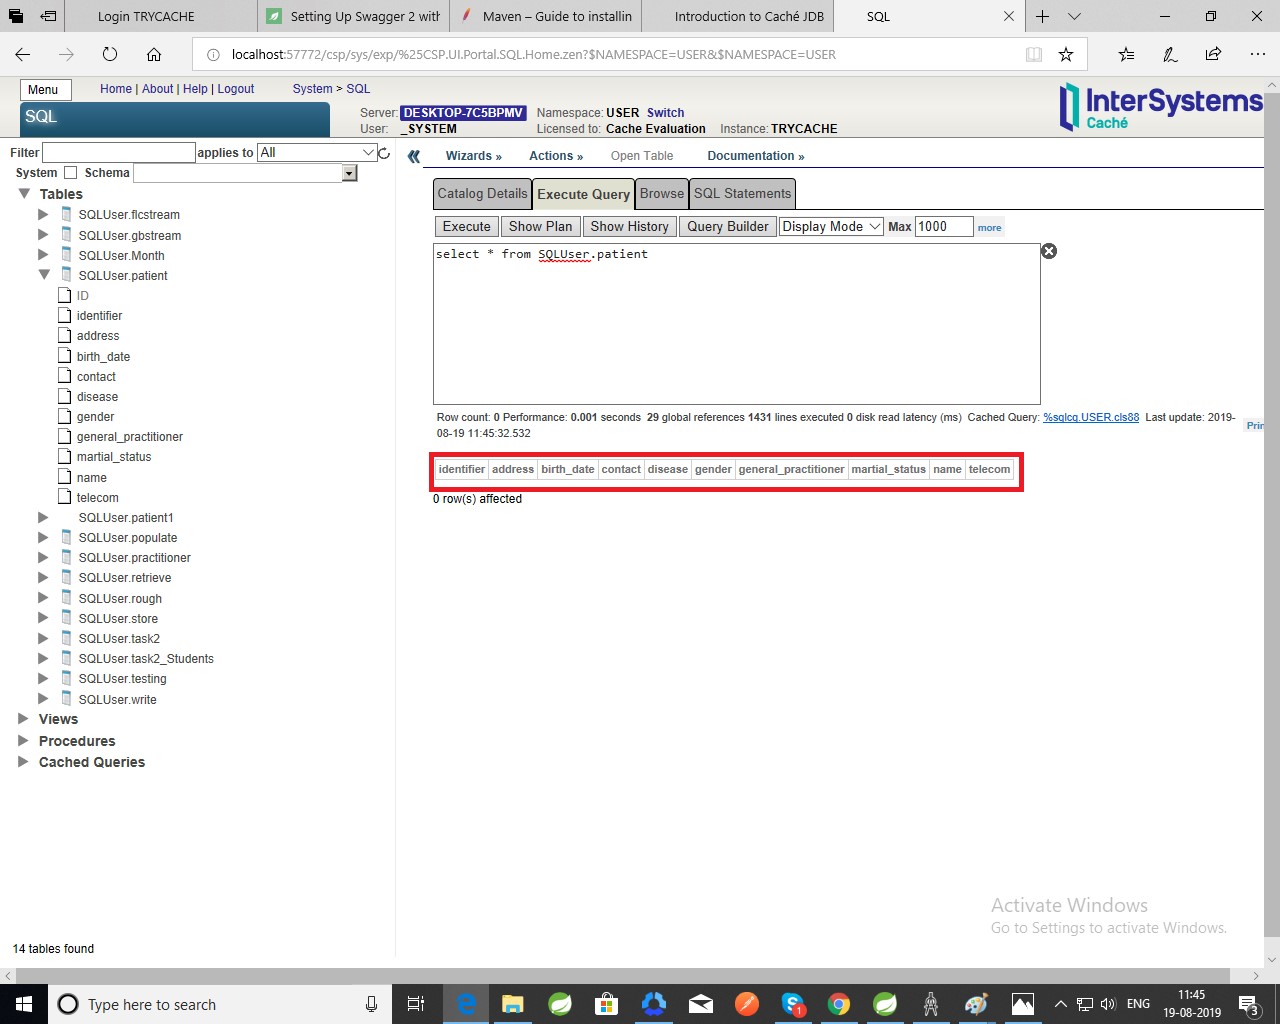 Login TRYCACHE
Setting Up Swagger 2 with
Maven – Guide to installin
Introduction to Caché JDB
SQL
localhost:57772/csp/sys/exp/%25CSP.UI.Portal.SQL.Home.zen?$NAMESPACE=USER&$NAMESPACE=USER
Menu
Home | About | Help | Logout
System > SQL
SQL
Server: DESKTOP-7C5BPMV
Namespace: USER Switch
User: _SYSTEM
Licensed to: Cache Evaluation
Instance: TRYCACHE
InterSystems
Caché
Filter
applies to
All
System
Schema
Wizards »
Actions »
Open Table
Documentation »
Tables
SQLUser.flcstream
SQLUser.gbstream
SQLUser.Month
SQLUser.patient
ID
identifier
address
birth_date
contact
disease
gender
general_practitioner
martial_status
name
telecom
SQLUser.patient1
SQLUser.populate
SQLUser.practitioner
SQLUser.retrieve
SQLUser.rough
SQLUser.store
SQLUser.task2
SQLUser.task2_Students
SQLUser.testing
SQLUser.write
Views
Procedures
Cached Queries
14 tables found
Catalog Details
Execute Query
Browse
SQL Statements
Execute
Show Plan
Show History
Query Builder
Display Mode
Max
1000
more
select * from SQLUser.patient
Row count: 0 Performance: 0.001 seconds 29 global references 1431 lines executed 0 disk read latency (ms) Cached Query: %sqlcq.USER.cls88 Last update: 2019-
08-19 11:45:32.532
Prin
identifier address birth_date contact disease gender general_practitioner martial_status name telecom
0 row(s) affected
Activate Windows
Go to Settings to activate Windows.
Type here to search
1
ENG
11:45
19-08-2019
3